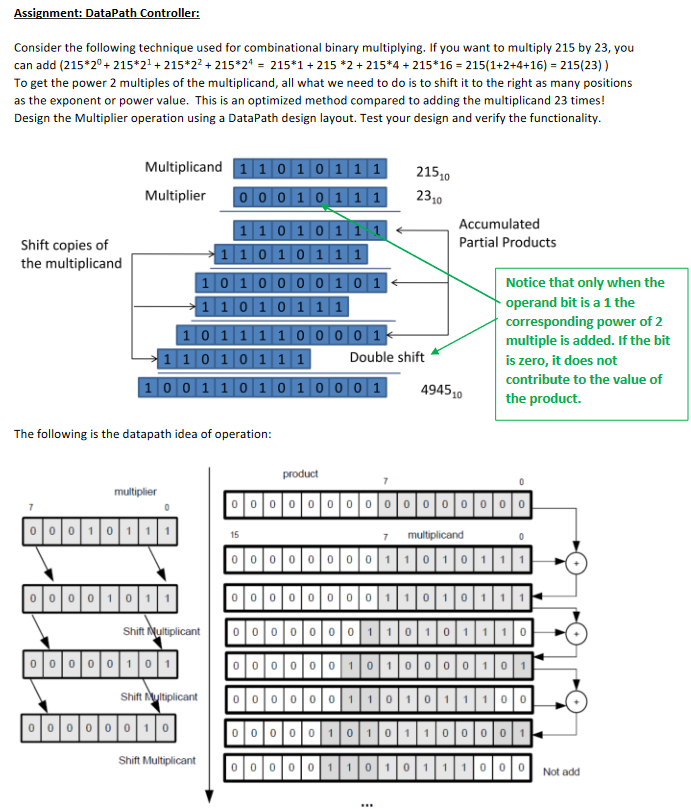 Assignment: DataPath Controller:
Consider the following technique used for combinational binary multiplying. If you want to multiply 215 by 23, you
can add (215*2⁰ + 215*2¹ + 215*2² + 215*2⁴ = 215*1 + 215 *2 + 215*4 + 215*16 = 215(1+2+4+16) = 215(23) )
To get the power 2 multiples of the multiplicand, all what we need to do is to shift it to the right as many positions
as the exponent or power value. This is an optimized method compared to adding the multiplicand 23 times!
Design the Multiplier operation using a DataPath design layout. Test your design and verify the functionality.
Multiplicand 1 1 0 1 0 1 1 1 215₁₀
Multiplier 0 0 0 1 0 1 1 1 23₁₀
1 1 0 1 0 1 1 1
Accumulated
Partial Products
Shift copies of
the multiplicand
1 1 0 1 0 1 1 1
1 0 1 0 0 0 0 1 0 1
1 1 0 1 0 1 1 1
1 0 1 1 1 1 0 0 0 0 1
1 1 0 1 0 1 1 1 Double shift
1 0 0 1 1 0 1 0 1 0 0 0 1 4945₁₀
Notice that only when the
operand bit is a 1 the
corresponding power of 2
multiple is added. If the bit
is zero, it does not
contribute to the value of
the product.
The following is the datapath idea of operation:
multiplier
7 0
0 0 0 1 0 1 1 1
0 0 0 0 1 0 1 1
Shift Multiplicant
0 0 0 0 0 1 0 1
Shift Multiplicant
0 0 0 0 0 0 1 0
Shift Multiplicant
product 7 0
0 0 0 0 0 0 0 0 0 0 0 0 0 0 0 0
15 7 multiplicand 0
0 0 0 0 0 0 0 0 1 1 0 1 0 1 1 1
+
0 0 0 0 0 0 0 0 1 1 0 1 0 1 1 1
0 0 0 0 0 0 0 1 1 0 1 0 1 1 1 0
+
0 0 0 0 0 0 1 0 1 0 0 0 0 1 0 1
0 0 0 0 0 0 1 1 0 1 0 1 1 1 0 0
+
0 0 0 0 0 1 0 1 0 1 1 0 0 0 0 1
0 0 0 0 0 1 1 0 1 0 1 1 1 0 0 0 Not add
...